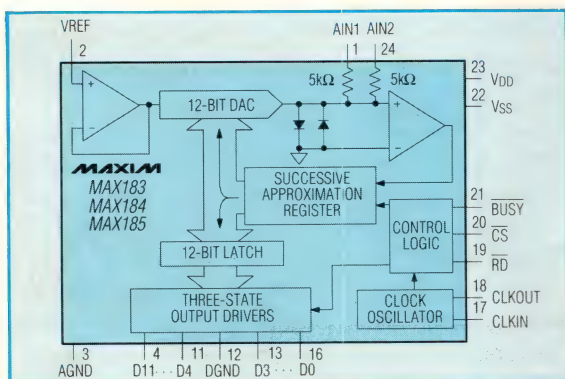 VREF
2
AIN1 AIN2
1 24
5kΩ 5kΩ
23
VDD
22
VSS
+
−
12-BIT DAC
+
−
MAXIM
MAX183
MAX184
MAX185
SUCCESSIVE
APPROXIMATION
REGISTER
12-BIT LATCH
THREE-STATE
OUTPUT DRIVERS
CONTROL
LOGIC
CLOCK
OSCILLATOR
21
BUSY
20
CS
19
RD
18
CLKOUT
17
CLKIN
3 4 11 12 13 16
AGND D11 ··· D4 DGND D3 ··· D0